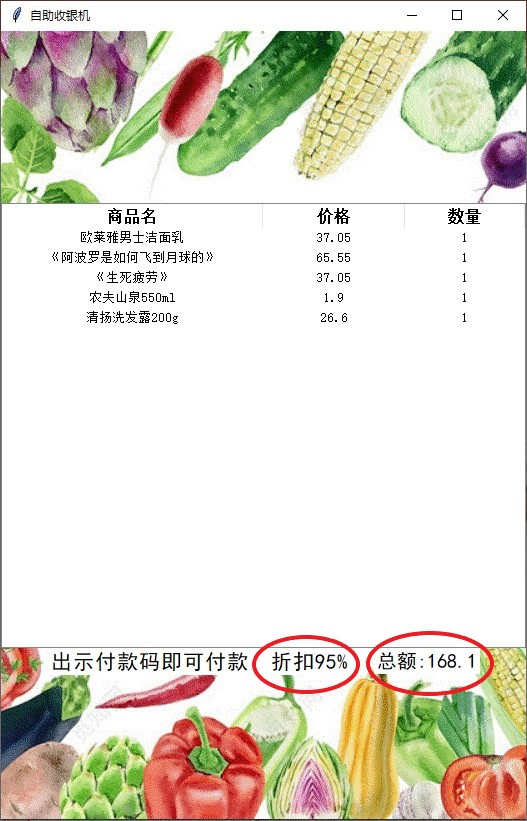 自助收银机
商品名 价格 数量
欧莱雅男士洁面乳 37.05 1
《阿波罗是如何飞到月球的》 65.55 1
《生死疲劳》 37.05 1
农夫山泉550ml 1.9 1
清扬洗发露200g 26.6 1
出示付款码即可付款 折扣95% 总额:168.1